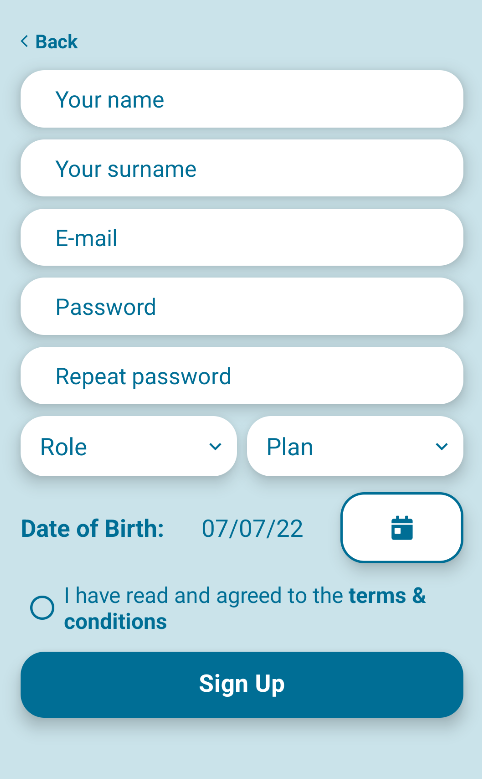 Back
Your name
Your surname
E-mail
Password
Repeat password
Role Plan
Date of Birth: 07/07/22
I have read and agreed to the terms &
conditions
Sign Up